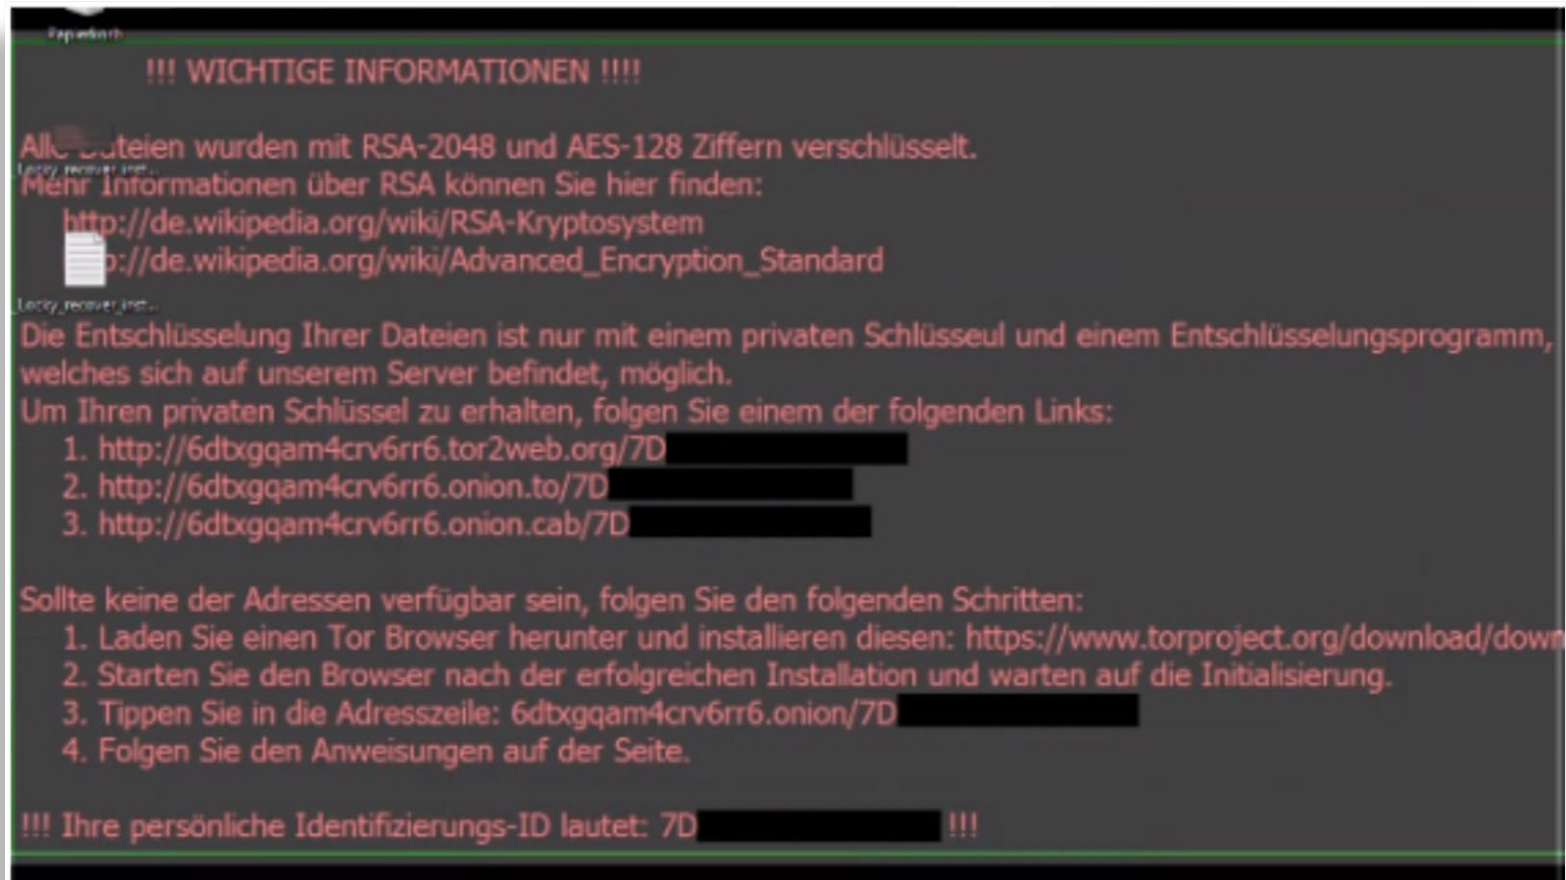 Papierkorb
!!! WICHTIGE INFORMATIONEN !!!!
Alle Dateien wurden mit RSA-2048 und AES-128 Ziffern verschlüsselt.
Locky_recover_inst...
Mehr Informationen über RSA können Sie hier finden:
http://de.wikipedia.org/wiki/RSA-Kryptosystem
p://de.wikipedia.org/wiki/Advanced_Encryption_Standard
Locky_recover_inst...
Die Entschlüsselung Ihrer Dateien ist nur mit einem privaten Schlüsseul und einem Entschlüsselungsprogramm,
welches sich auf unserem Server befindet, möglich.
Um Ihren privaten Schlüssel zu erhalten, folgen Sie einem der folgenden Links:
1. http://6dtxgqam4crv6rr6.tor2web.org/7D
2. http://6dtxgqam4crv6rr6.onion.to/7D
3. http://6dtxgqam4crv6rr6.onion.cab/7D
Sollte keine der Adressen verfügbar sein, folgen Sie den folgenden Schritten:
1. Laden Sie einen Tor Browser herunter und installieren diesen: https://www.torproject.org/download/down
2. Starten Sie den Browser nach der erfolgreichen Installation und warten auf die Initialisierung.
3. Tippen Sie in die Adresszeile: 6dtxgqam4crv6rr6.onion/7D
4. Folgen Sie den Anweisungen auf der Seite.
!!! Ihre persönliche Identifizierungs-ID lautet: 7D !!!